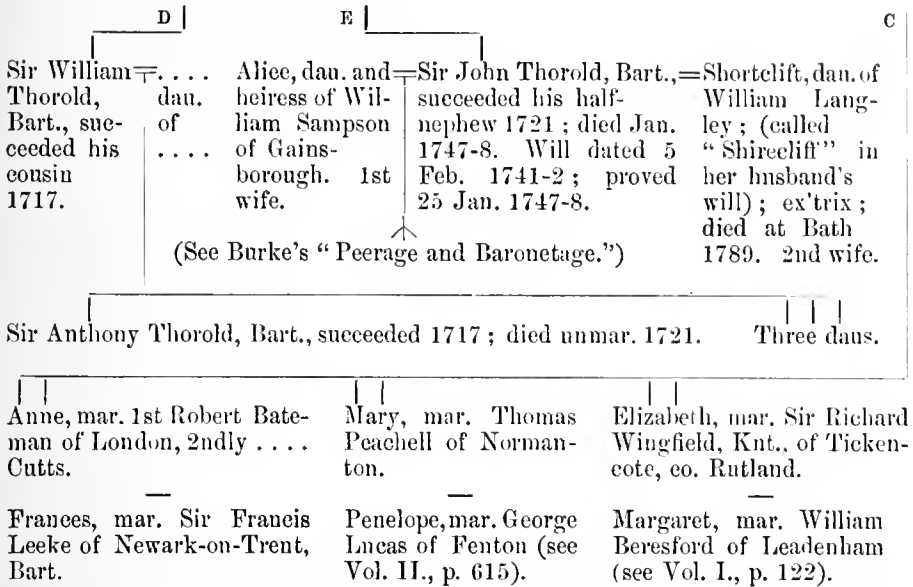 D E C
Sir William=.... 
Thorold, dau.
Bart., suc- of
ceeded his ....
cousin
1717.
Alice, dau. and=
heiress of Wil-
liam Sampson
of Gains-
borough. 1st
wife.
Sir John Thorold, Bart.,=
succeeded his half-
nephew 1721 ; died Jan.
1747-8. Will dated 5
Feb. 1741-2 ; proved
25 Jan. 1747-8.
Shortclift, dau. of
William Lang-
ley ; (called
“Shirecliff” in
her husband's
will) ; ex'trix ;
died at Bath
1789. 2nd wife.
(See Burke's “Peerage and Baronetage.”)
Sir Anthony Thorold, Bart., succeeded 1717 ; died unmar. 1721. Three daus.
Anne, mar. 1st Robert Bate-
man of London, 2ndly ....
Cutts.
Mary, mar. Thomas
Peachell of Norman-
ton.
Elizabeth, mar. Sir Richard
Wingfield, Knt., of Ticken-
cote, co. Rutland.
Frances, mar. Sir Francis
Leeke of Newark-on-Trent,
Bart.
Penelope, mar. George
Lucas of Fenton (see
Vol. II., p. 615).
Margaret, mar. William
Beresford of Leadenham
(see Vol. I., p. 122).